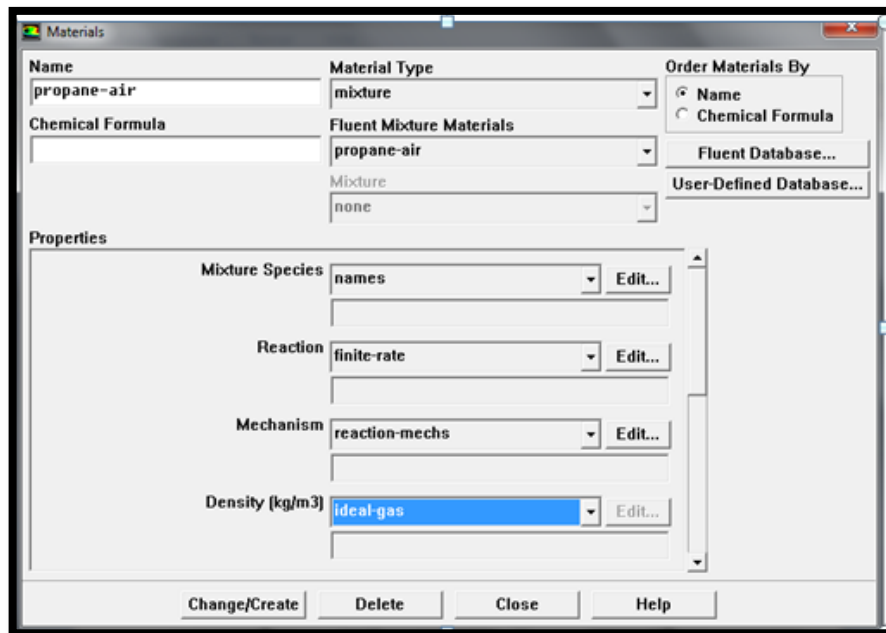 Materials
Name
propane-air
Chemical Formula
Material Type
mixture
Fluent Mixture Materials
propane-air
Mixture
none
Order Materials By
Name
Chemical Formula
Fluent Database...
User-Defined Database...
Properties
Mixture Species names Edit...
Reaction finite-rate Edit...
Mechanism reaction-mechs Edit...
Density (kg/m3) ideal-gas Edit...
Change/Create Delete Close Help